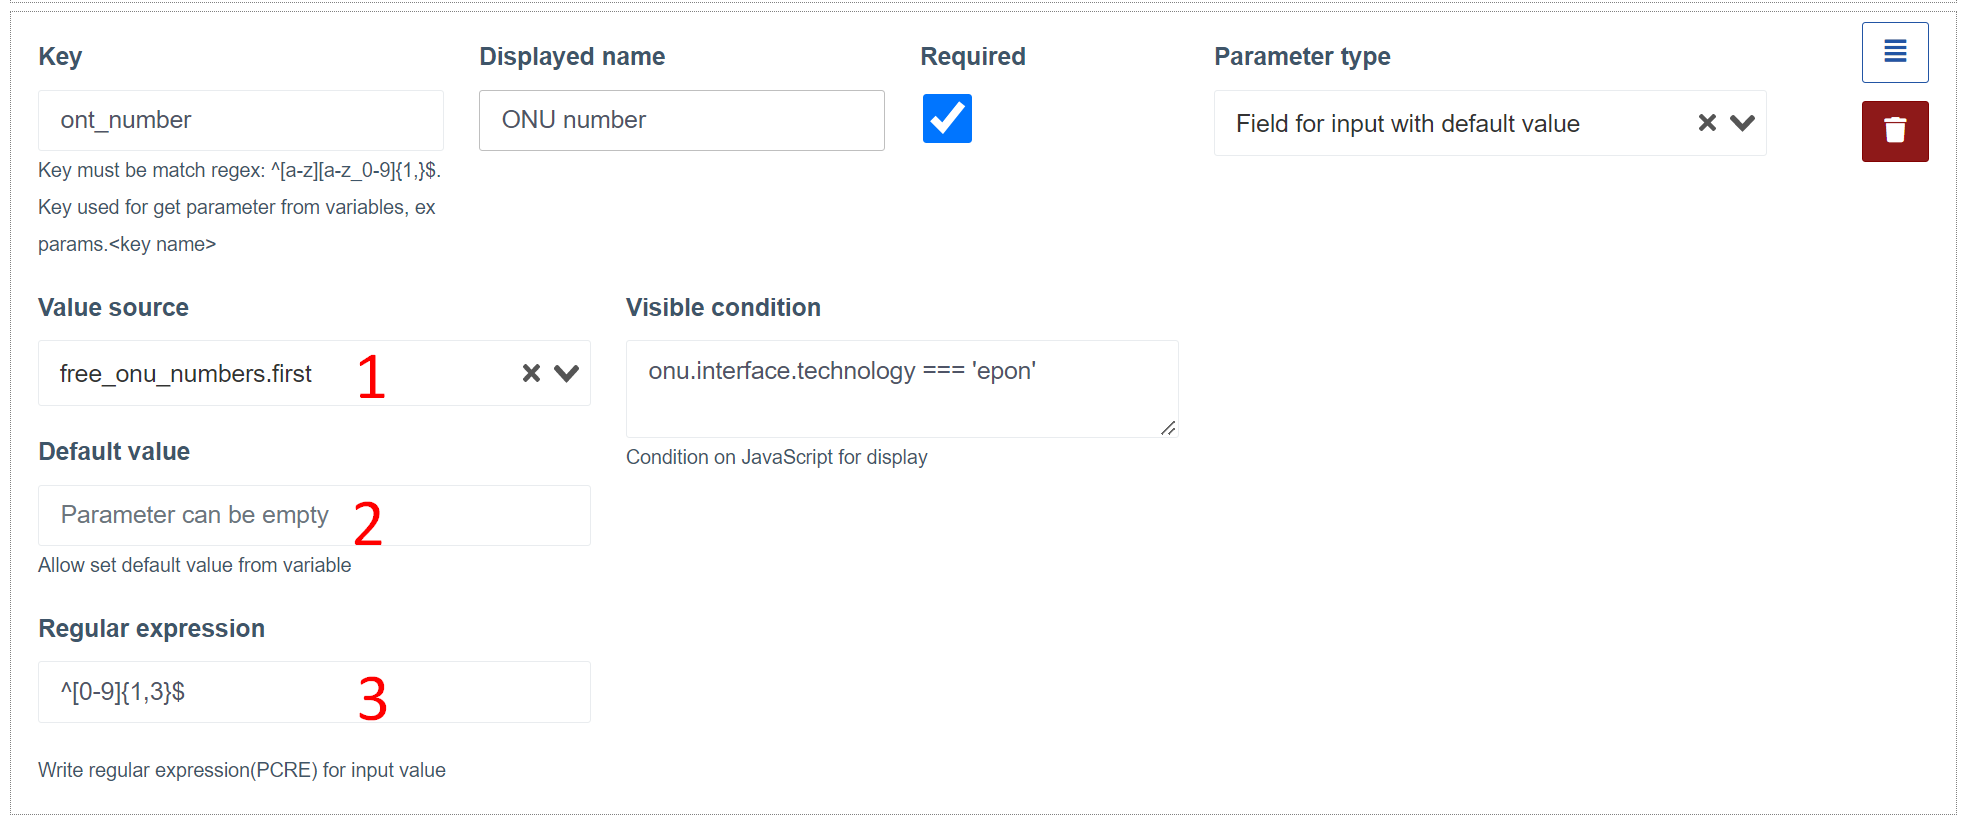 Key
Displayed name
Required
Parameter type
ont_number
ONU number
Field for input with default value
Key must be match regex: ^[a-z][a-z_0-9]{1,}$.
Key used for get parameter from variables, ex
params.<key name>
Value source
Visible condition
free_onu_numbers.first
1
onu.interface.technology === 'epon'
Condition on JavaScript for display
Default value
Parameter can be empty
2
Allow set default value from variable
Regular expression
^[0-9]{1,3}$
3
Write regular expression(PCRE) for input value